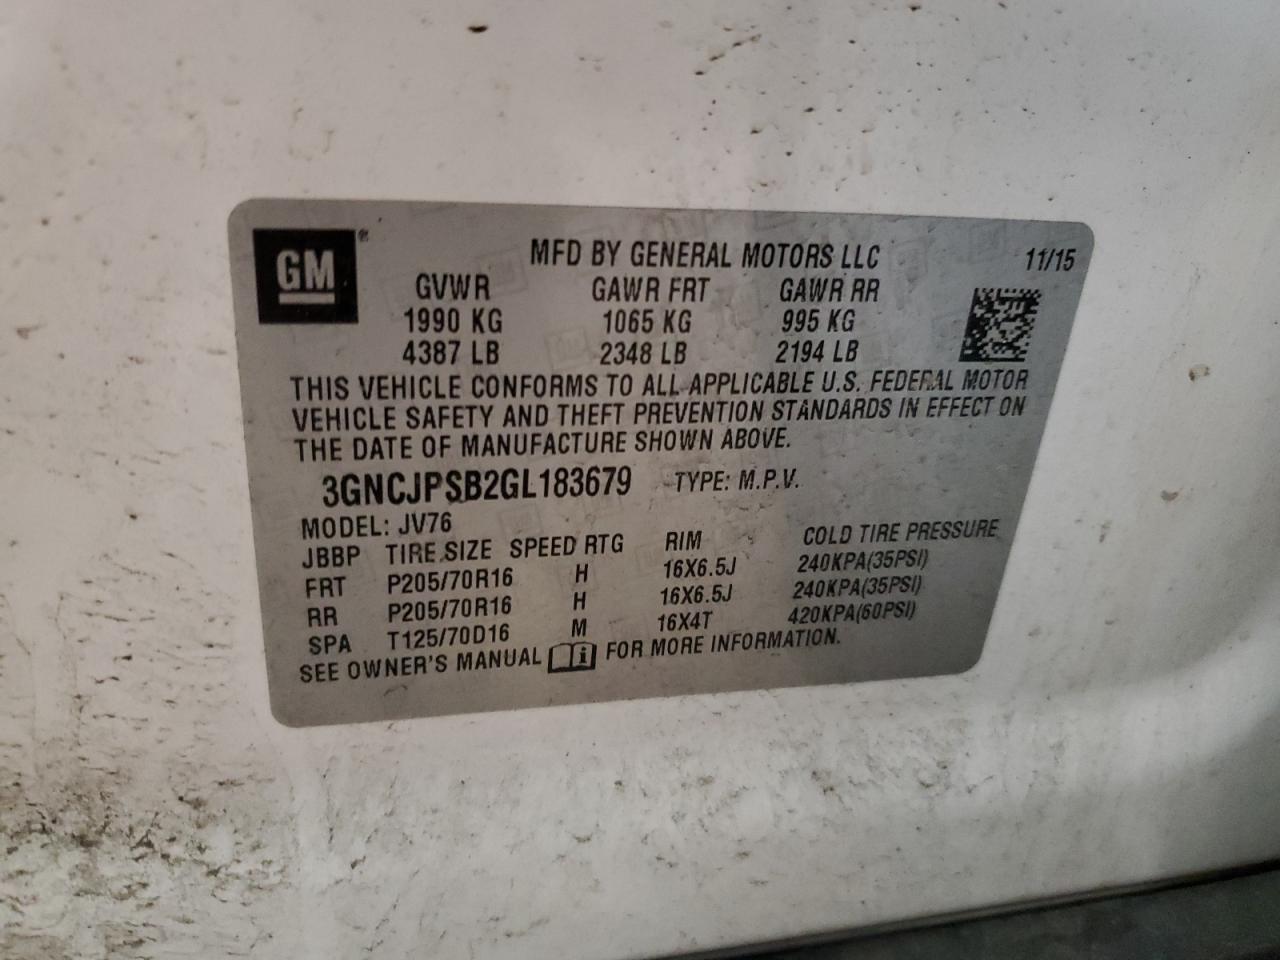 GM ®
MFD BY GENERAL MOTORS LLC 11/15
GVWR GAWR FRT GAWR RR
1990 KG 1065 KG 995 KG
4387 LB 2348 LB 2194 LB
THIS VEHICLE CONFORMS TO ALL APPLICABLE U.S. FEDERAL MOTOR
VEHICLE SAFETY AND THEFT PREVENTION STANDARDS IN EFFECT ON
THE DATE OF MANUFACTURE SHOWN ABOVE.
3GNCJPSB2GL183679 TYPE: M.P.V.
MODEL: JV76
JBBP TIRE SIZE SPEED RTG RIM COLD TIRE PRESSURE
FRT P205/70R16 H 16X6.5J 240KPA(35PSI)
RR P205/70R16 H 16X6.5J 240KPA(35PSI)
SPA T125/70D16 M 16X4T 420KPA(60PSI)
SEE OWNER'S MANUAL i FOR MORE INFORMATION.